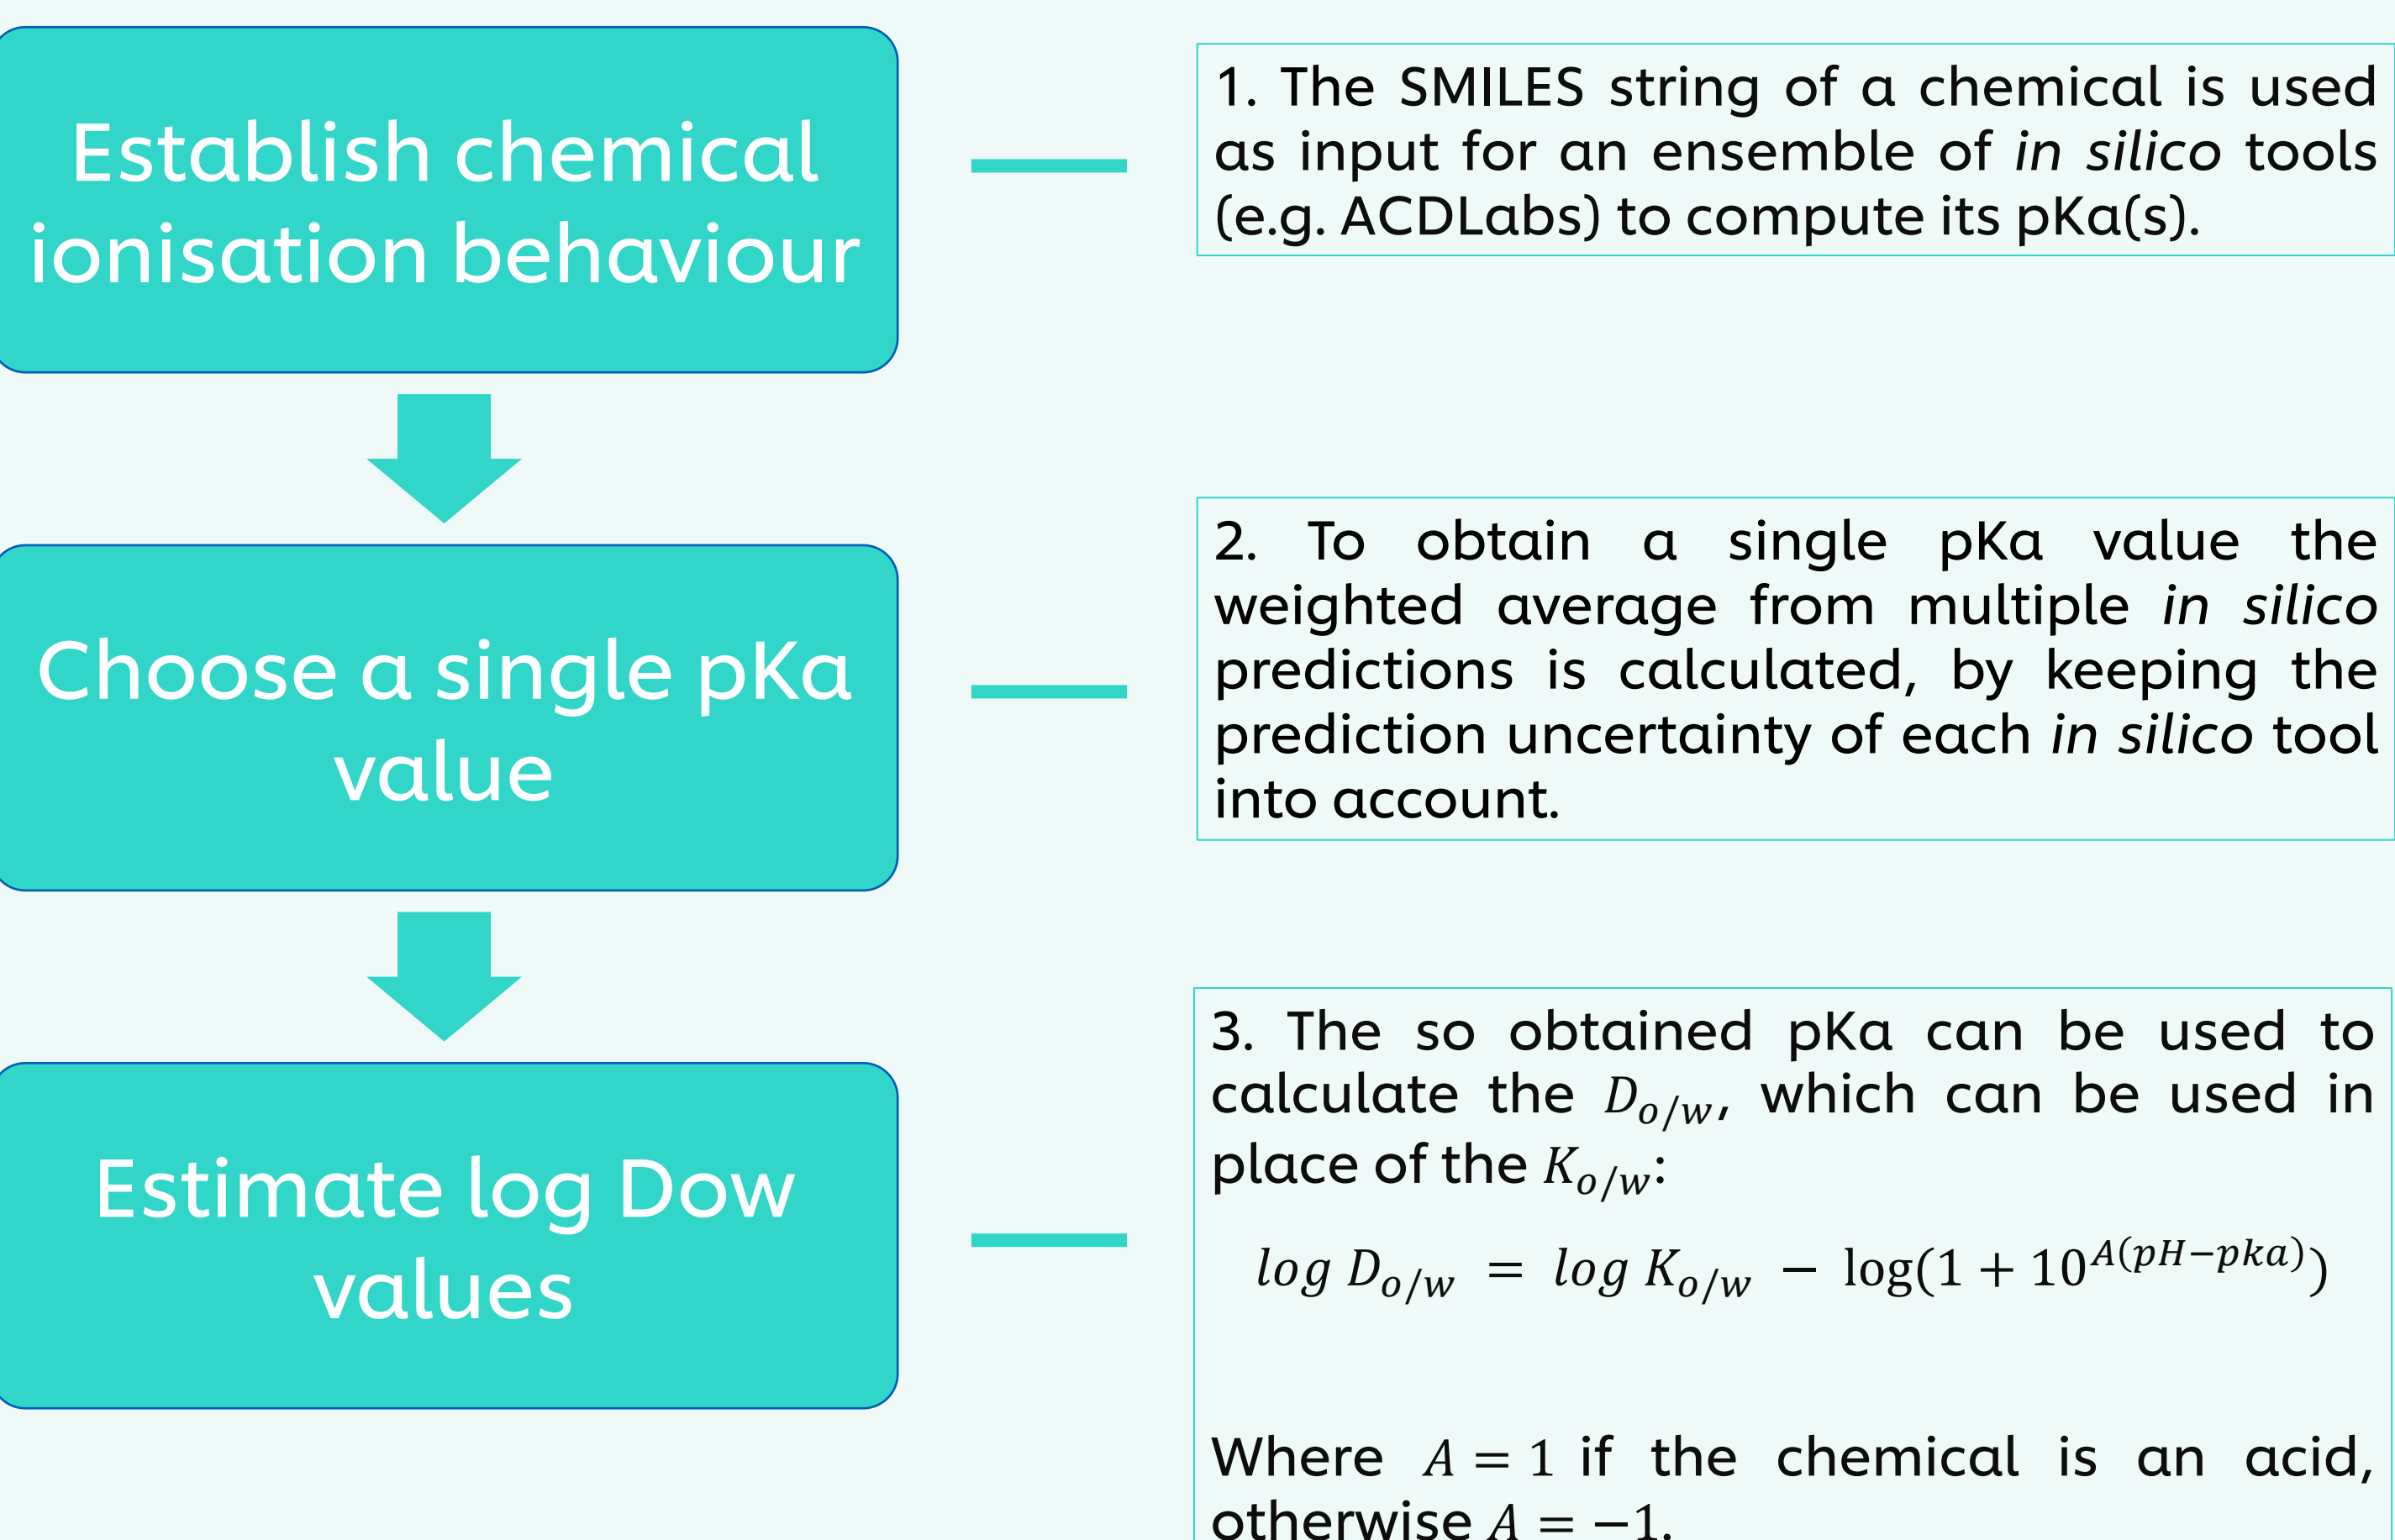 Establish chemical
ionisation behaviour
1. The SMILES string of a chemical is used
as input for an ensemble of in silico tools
(e.g. ACDLabs) to compute its pKa(s).
Choose a single pKa
value
2. To obtain a single pKa value the
weighted average from multiple in silico
predictions is calculated, by keeping the
prediction uncertainty of each in silico tool
into account.
Estimate log Dow
values
3. The so obtained pKa can be used to
calculate the D_{o/w}, which can be used in
place of the K_{o/w}:
log D_{o/w} = log K_{o/w} − log(1 + 10^{A(pH−pka)})
Where A = 1 if the chemical is an acid,
otherwise A = −1.